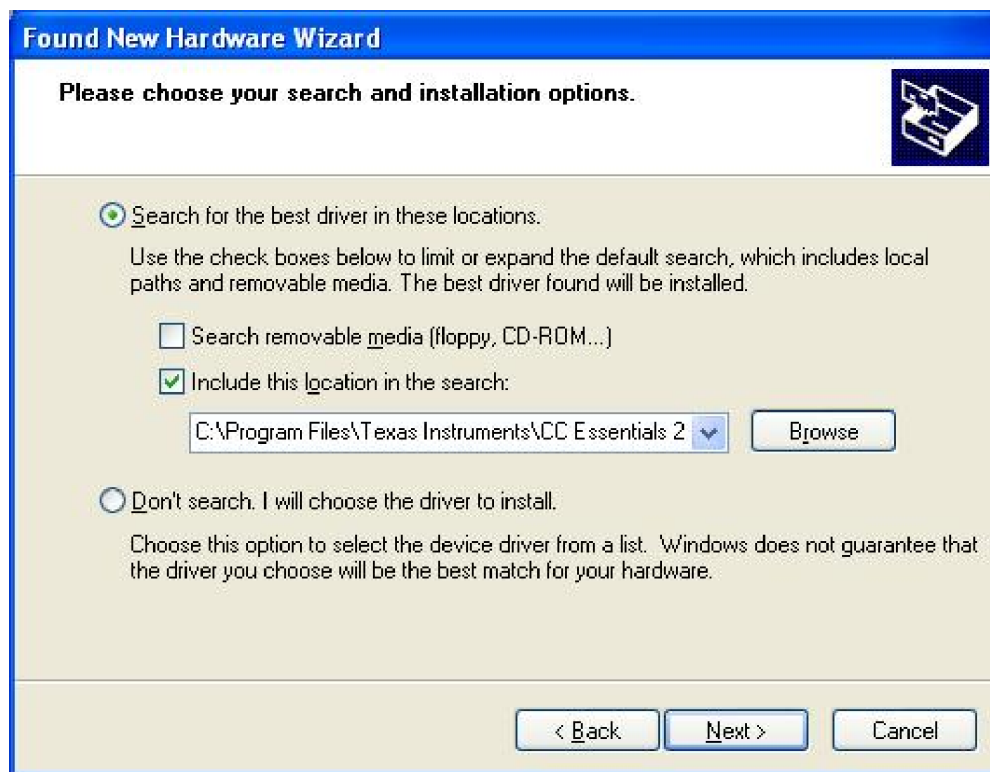 Found New Hardware Wizard
Please choose your search and installation options.
Search for the best driver in these locations.
Use the check boxes below to limit or expand the default search, which includes local
paths and removable media. The best driver found will be installed.
Search removable media (floppy, CD-ROM...)
Include this location in the search:
C:\Program Files\Texas Instruments\CC Essentials 2
Browse
Don't search. I will choose the driver to install.
Choose this option to select the device driver from a list. Windows does not guarantee that
the driver you choose will be the best match for your hardware.
< Back Next > Cancel